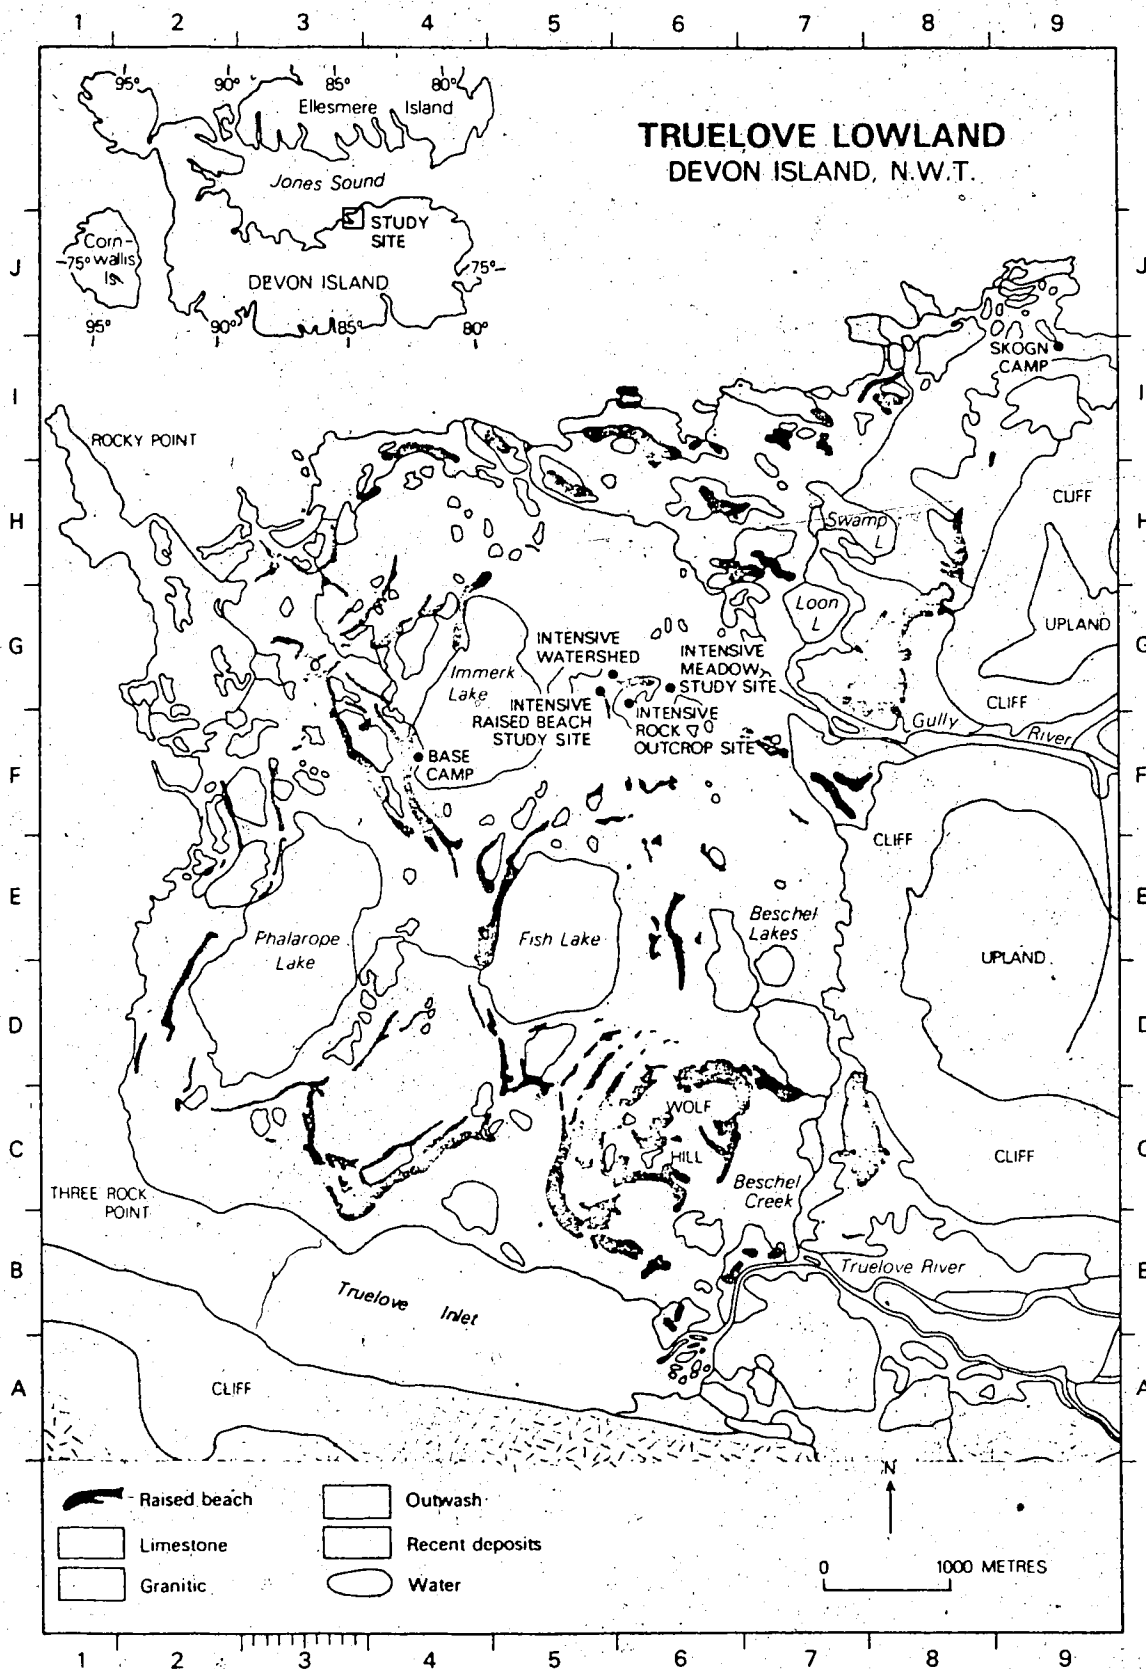 1 2 3 4 5 6 7 8 9
95° 90° 85° 80°
Ellesmere Island
TRUELOVE LOWLAND
DEVON ISLAND, N.W.T.
Jones Sound
STUDY
SITE
Corn-
wallis
Is.
75°
75°
DEVON ISLAND
95° 90° 85° 80°
J
J
SKOGN
CAMP
I
I
ROCKY POINT
CLIFF
H
H
Swamp
L
Loon
L
UPLAND
G
G
INTENSIVE
WATERSHED
INTENSIVE
MEADOW
STUDY SITE
Immerk
Lake
INTENSIVE
RAISED BEACH
STUDY SITE
INTENSIVE
ROCK
OUTCROP SITE
CLIFF
Gully
River
BASE
CAMP
F
F
CLIFF
E
E
Phalarope
Lake
Fish Lake
Beschel
Lakes
UPLAND
D
D
WOLF
HILL
C
C
CLIFF
Beschel
Creek
THREE ROCK
POINT
B
B
Truelove Inlet
Truelove River
A
A
CLIFF
N
Raised beach
Outwash
Limestone
Recent deposits
Granitic
Water
0 1000 METRES
1 2 3 4 5 6 7 8 9